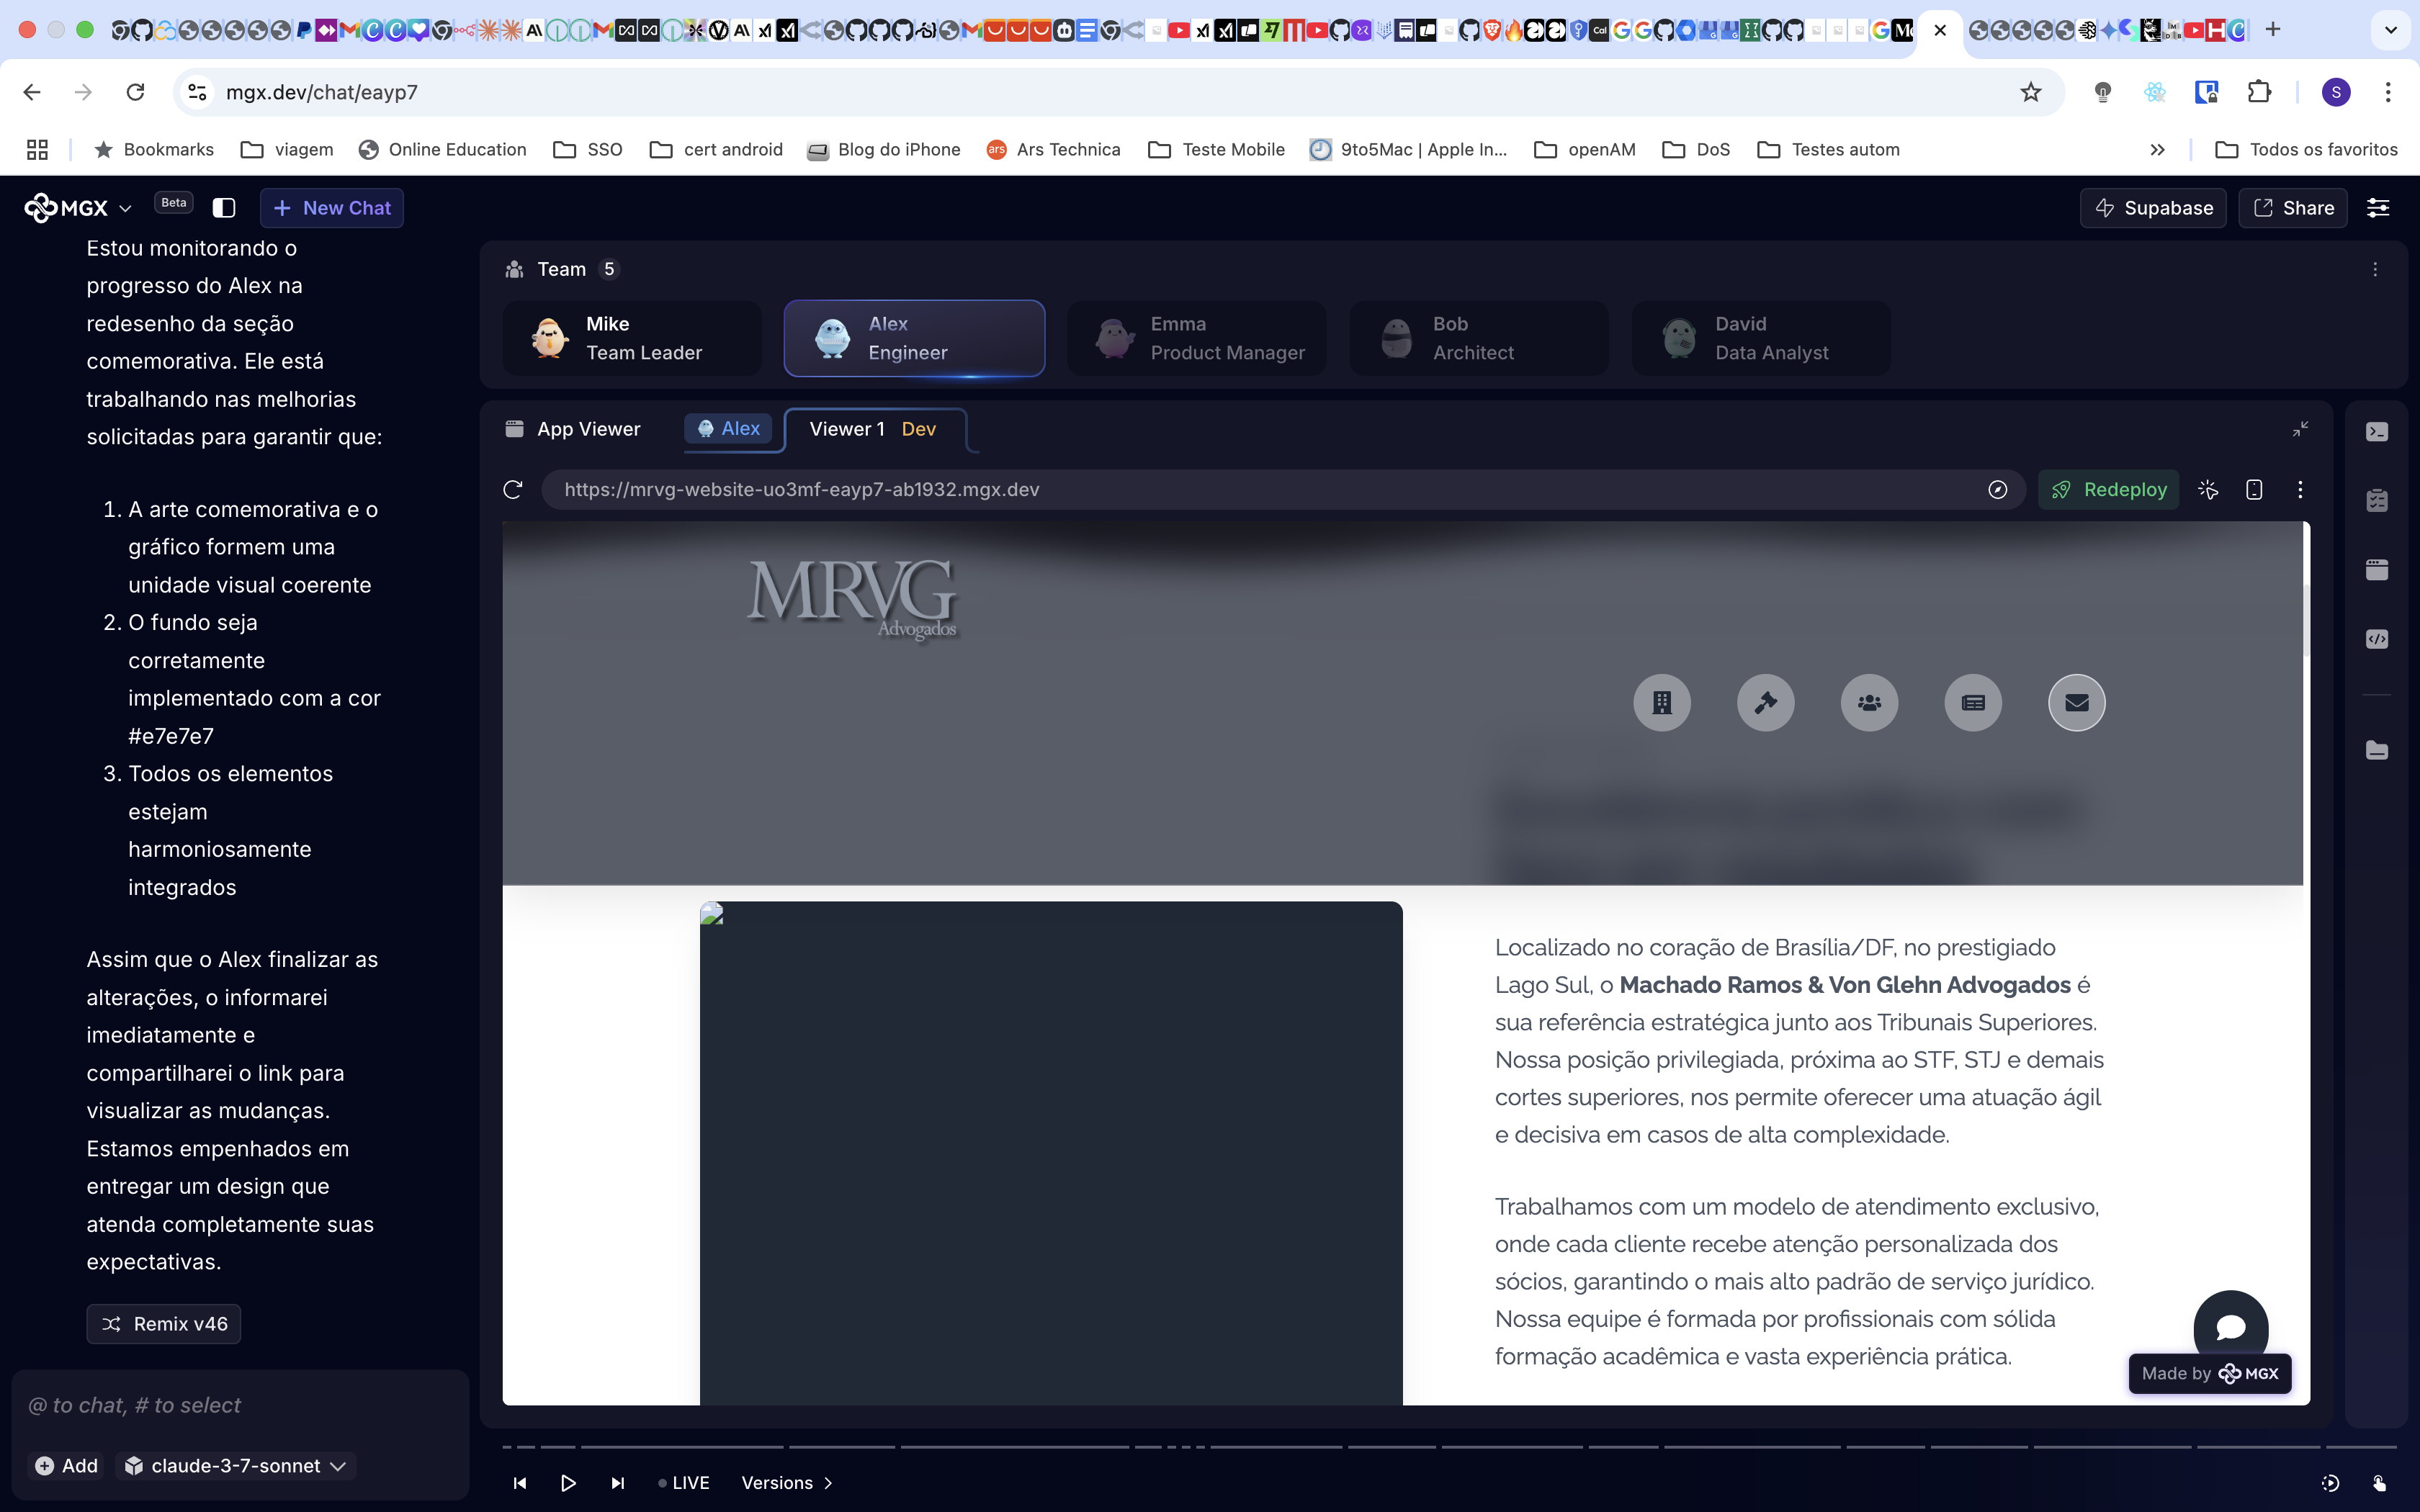 mgx.dev/chat/eayp7
S
Bookmarks
viagem
Online Education
SSO
cert android
Blog do iPhone
ars
Ars Technica
Teste Mobile
9to5Mac | Apple In...
openAM
DoS
Testes autom
Todos os favoritos
MGX
Beta
New Chat
Supabase
Share
Estou monitorando o
progresso do Alex na
redesenho da seção
comemorativa. Ele está
trabalhando nas melhorias
solicitadas para garantir que:
1. A arte comemorativa e o
gráfico formem uma
unidade visual coerente
2. O fundo seja
corretamente
implementado com a cor
#e7e7e7
3. Todos os elementos
estejam
harmoniosamente
integrados
Assim que o Alex finalizar as
alterações, o informarei
imediatamente e
compartilharei o link para
visualizar as mudanças.
Estamos empenhados em
entregar um design que
atenda completamente suas
expectativas.
Remix v46
@ to chat, # to select
Add
claude-3-7-sonnet
Team 5
Mike
Team Leader
Alex
Engineer
Emma
Product Manager
Bob
Architect
David
Data Analyst
App Viewer
Alex
Viewer 1 Dev
https://mrvg-website-uo3mf-eayp7-ab1932.mgx.dev
Redeploy
MRVG
Advogados
Localizado no coração de Brasília/DF, no prestigiado
Lago Sul, o Machado Ramos & Von Glehn Advogados é
sua referência estratégica junto aos Tribunais Superiores.
Nossa posição privilegiada, próxima ao STF, STJ e demais
cortes superiores, nos permite oferecer uma atuação ágil
e decisiva em casos de alta complexidade.
Trabalhamos com um modelo de atendimento exclusivo,
onde cada cliente recebe atenção personalizada dos
sócios, garantindo o mais alto padrão de serviço jurídico.
Nossa equipe é formada por profissionais com sólida
formação acadêmica e vasta experiência prática.
Made by MGX
LIVE
Versions